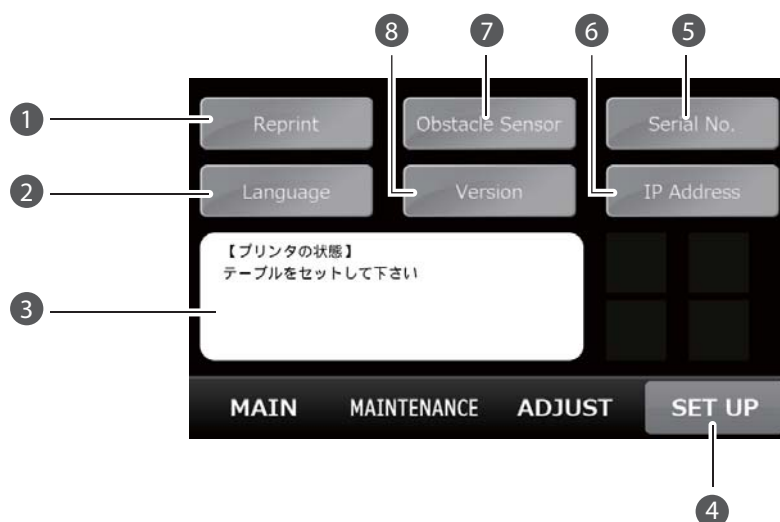 8 7 6 5
1 Reprint Obstacle Sensor Serial No.
2 Language Version IP Address
【プリンタの状態】
テーブルをセットして下さい
3
MAIN MAINTENANCE ADJUST SET UP
4